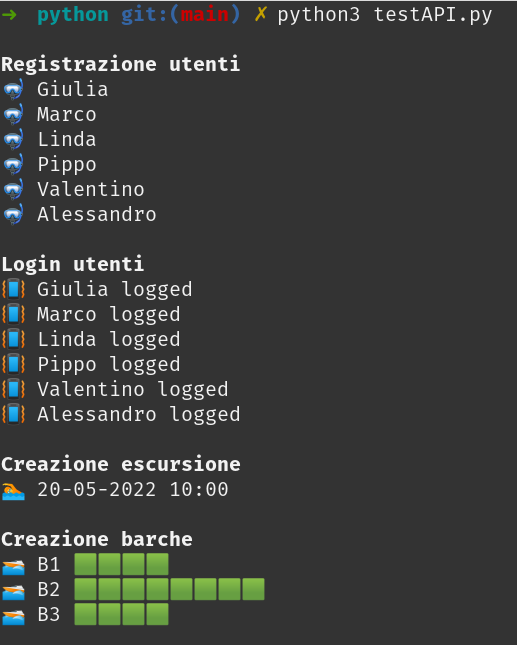 ➜ python git:(main) ✗ python3 testAPI.py
Registrazione utenti
🤿 Giulia
🤿 Marco
🤿 Linda
🤿 Pippo
🤿 Valentino
🤿 Alessandro
Login utenti
📳 Giulia logged
📳 Marco logged
📳 Linda logged
📳 Pippo logged
📳 Valentino logged
📳 Alessandro logged
Creazione escursione
🏊 20-05-2022 10:00
Creazione barche
🚤 B1 🟩🟩🟩🟩
🚤 B2 🟩🟩🟩🟩🟩🟩🟩🟩
🚤 B3 🟩🟩🟩🟩